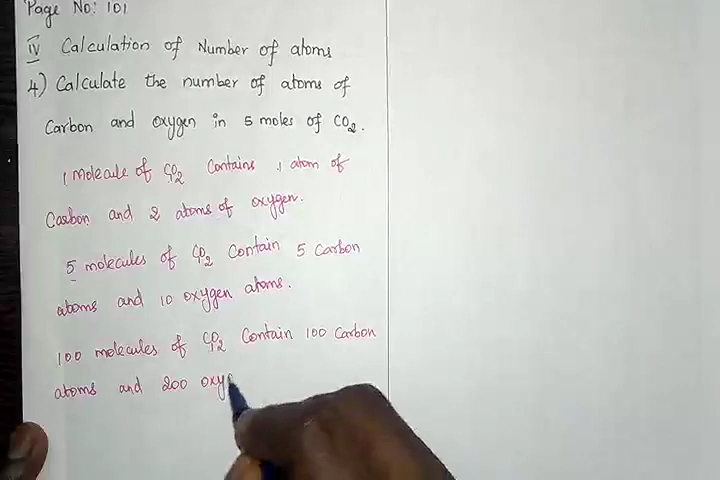 Page No: 101
IV Calculation of Number of atoms
4) Calculate the number of atoms of
Carbon and oxygen in 5 moles of CO₂.
1 molecule of CO₂ Contains 1 atom of
Carbon and 2 atoms of oxygen.
5 molecules of CO₂ Contain 5 Carbon
atoms and 10 oxygen atoms.
100 molecules of CO₂ Contain 100 Carbon
atoms and 200 oxy